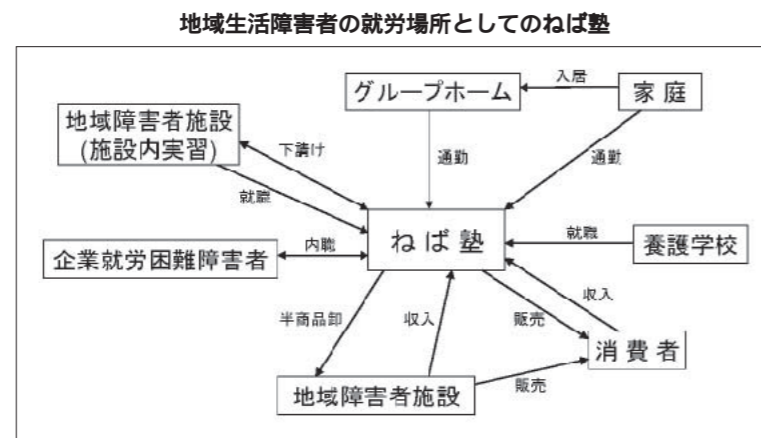 地域生活障害者の就労場所としてのねば塾
グループホーム
入居
家庭
地域障害者施設
(施設内実習)
下請け
通勤
通勤
就職
ねば塾
就職
養護学校
企業就労困難障害者
内職
収入
半商品卸
収入
販売
消費者
地域障害者施設
販売